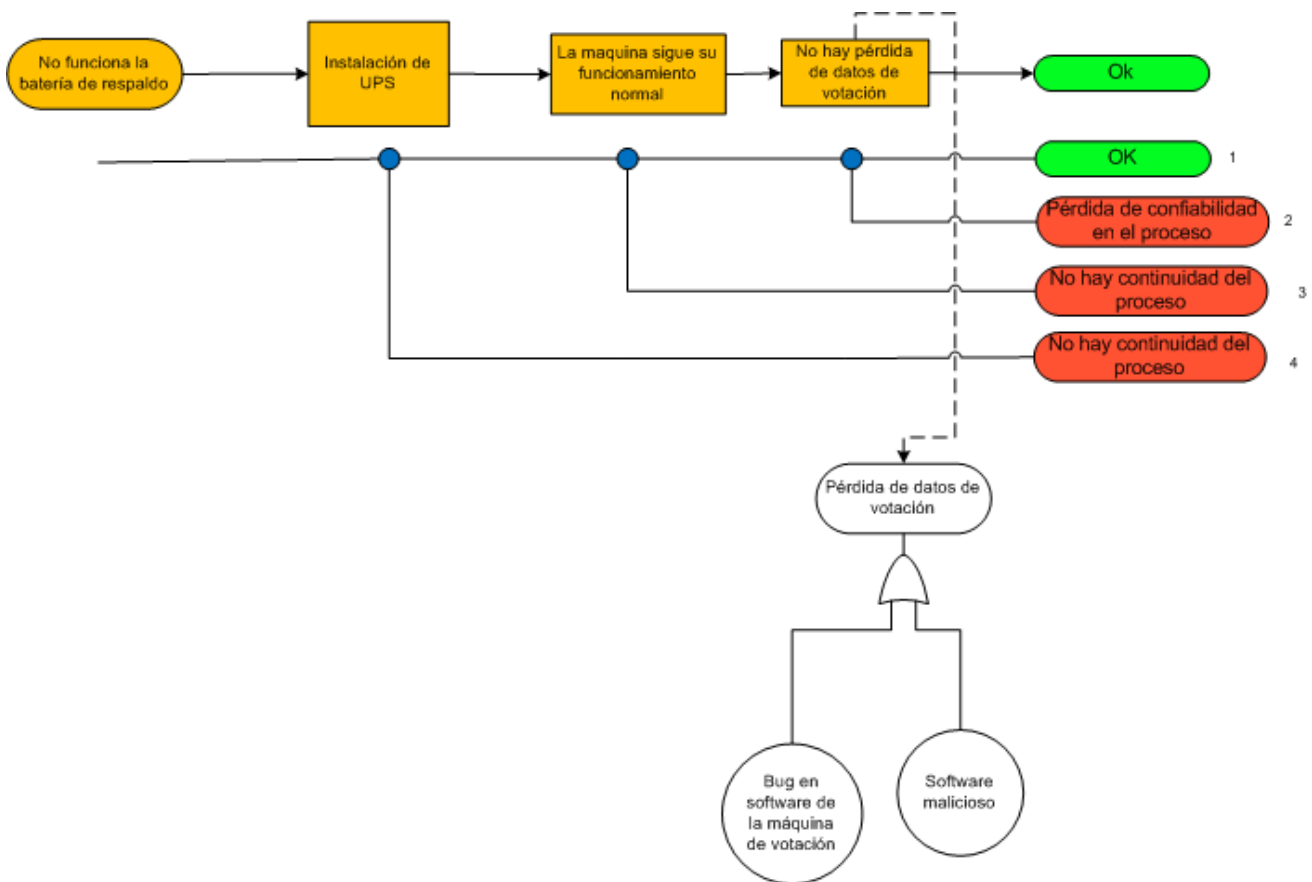 No funciona la
batería de respaldo
Instalación de
UPS
La maquina sigue su
funcionamiento
normal
No hay pérdida
de datos de
votación
Ok
OK
1
Pérdida de confiabilidad
en el proceso
2
No hay continuidad del
proceso
3
No hay continuidad del
proceso
4
Pérdida de datos de
votación
Bug en
software de
la máquina
de votación
Software
malicioso